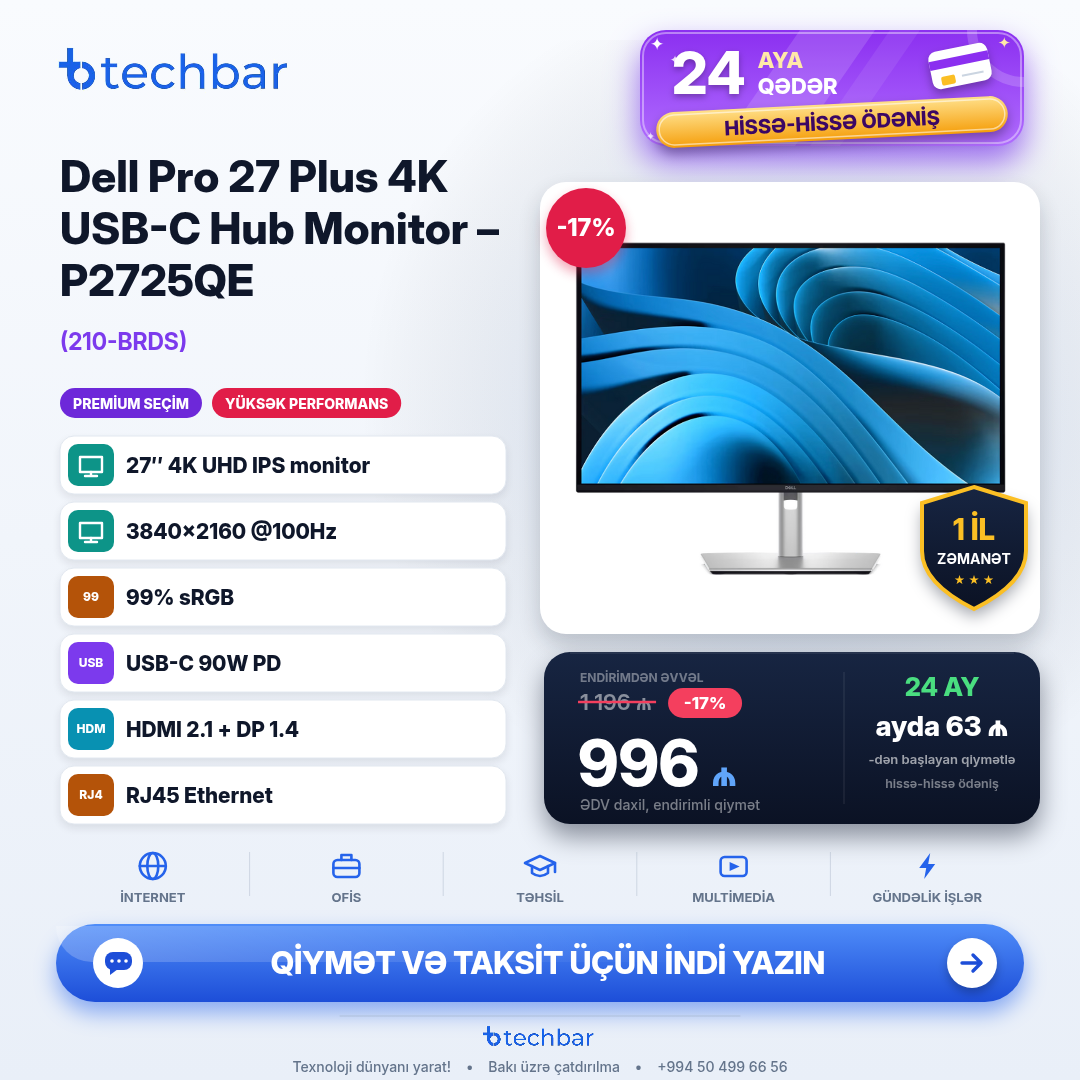 techbar
24 AYA
QƏDƏR
HİSSƏ-HİSSƏ ÖDƏNİŞ
Dell Pro 27 Plus 4K
USB-C Hub Monitor –
P2725QE
(210-BRDS)
PREMİUM SEÇİM
YÜKSƏK PERFORMANS
27″ 4K UHD IPS monitor
3840×2160 @100Hz
99
99% sRGB
USB
USB-C 90W PD
HDM
HDMI 2.1 + DP 1.4
RJ4
RJ45 Ethernet
-17%
DELL
1 İL
ZƏMANƏT
ENDİRİMDƏN ƏVVƏL
1 196 ₼
-17%
996 ₼
ƏDV daxil, endirimli qiymət
24 AY
ayda 63 ₼
-dən başlayan qiymətlə
hissə-hissə ödəniş
İNTERNET
OFİS
TƏHSİL
MULTİMEDİA
GÜNDƏLİK İŞLƏR
QİYMƏT VƏ TAKSİT ÜÇÜN İNDİ YAZIN
techbar
Texnoloji dünyanı yarat! • Bakı üzrə çatdırılma • +994 50 499 66 56